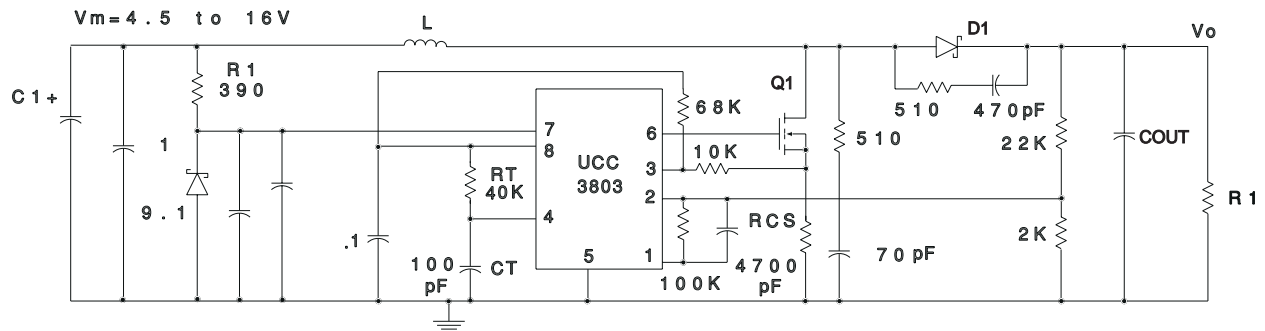 Vm=4.5 to 16V
L
D1
Vo
R1
390
C1+
Q1
68K
510
470pF
1
7
8
6
UCC
3803
10K
3
510
22K
COUT
RT
40K
2
R1
9.1
4
RCS
.1
2K
100
pF
CT
5
1
100K
4700
pF
70pF